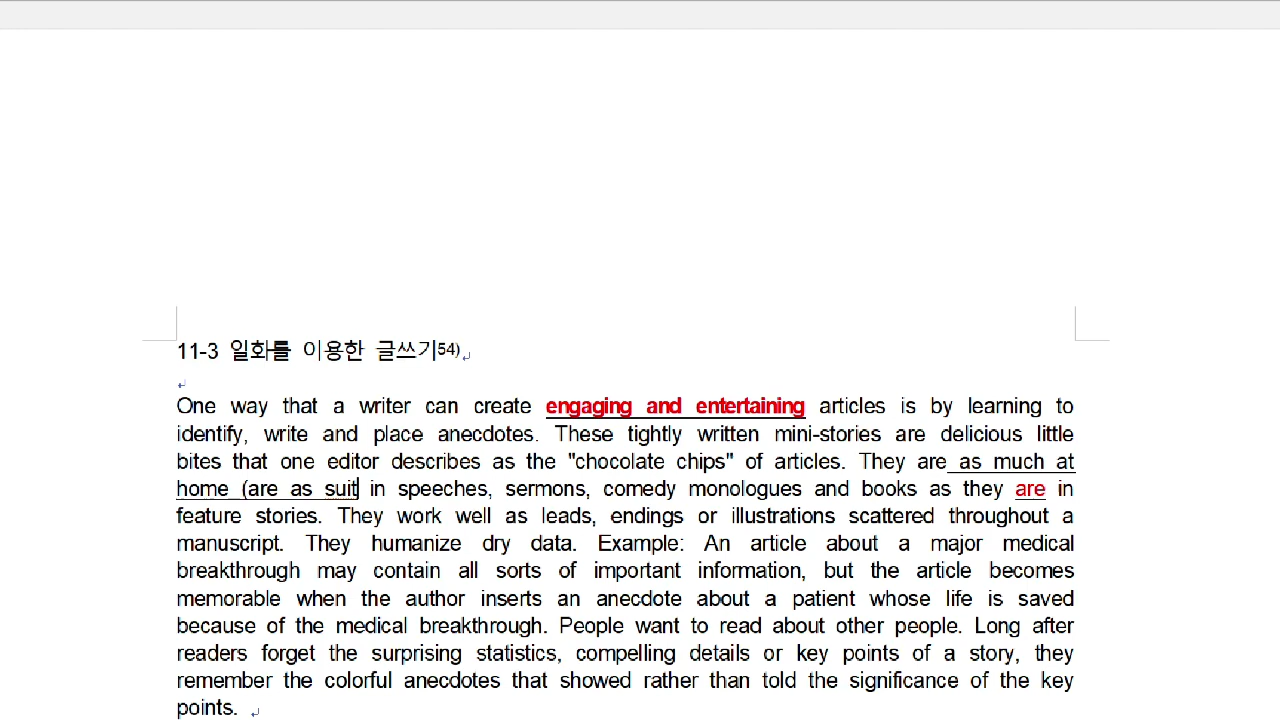 11-3 일화를 이용한 글쓰기54)
One way that a writer can create engaging and entertaining articles is by learning to
identify, write and place anecdotes. These tightly written mini-stories are delicious little
bites that one editor describes as the "chocolate chips" of articles. They are as much at
home (are as suit in speeches, sermons, comedy monologues and books as they are in
feature stories. They work well as leads, endings or illustrations scattered throughout a
manuscript. They humanize dry data. Example: An article about a major medical
breakthrough may contain all sorts of important information, but the article becomes
memorable when the author inserts an anecdote about a patient whose life is saved
because of the medical breakthrough. People want to read about other people. Long after
readers forget the surprising statistics, compelling details or key points of a story, they
remember the colorful anecdotes that showed rather than told the significance of the key
points.